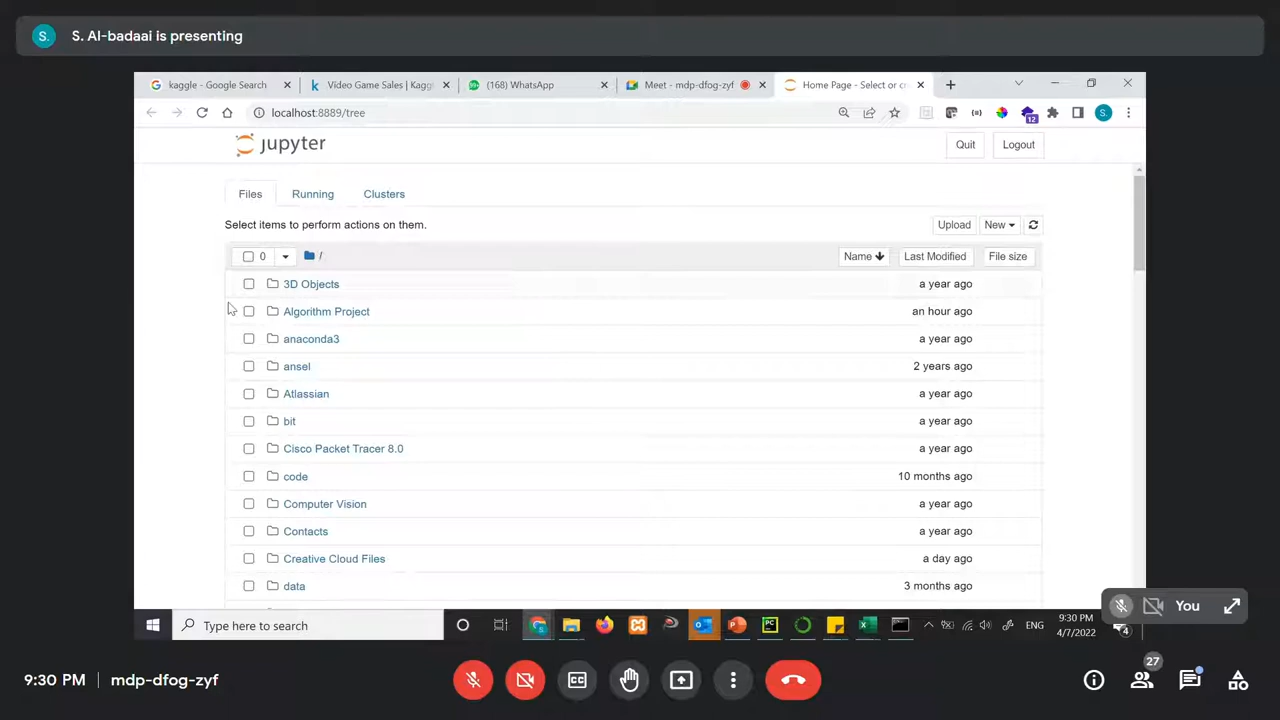 S. S. Al-badaai is presenting
kaggle - Google Search Video Game Sales | Kaggl (168) WhatsApp Meet - mdp-dfog-zyf Home Page - Select or cr
localhost:8889/tree 12 S.
jupyter Quit Logout
Files Running Clusters
Select items to perform actions on them. Upload New
0 / Name Last Modified File size
3D Objects a year ago
Algorithm Project an hour ago
anaconda3 a year ago
ansel 2 years ago
Atlassian a year ago
bit a year ago
Cisco Packet Tracer 8.0 a year ago
code 10 months ago
Computer Vision a year ago
Contacts a year ago
Creative Cloud Files a day ago
data 3 months ago
You
Type here to search ENG 9:30 PM
4/7/2022 4
9:30 PM | mdp-dfog-zyf 27